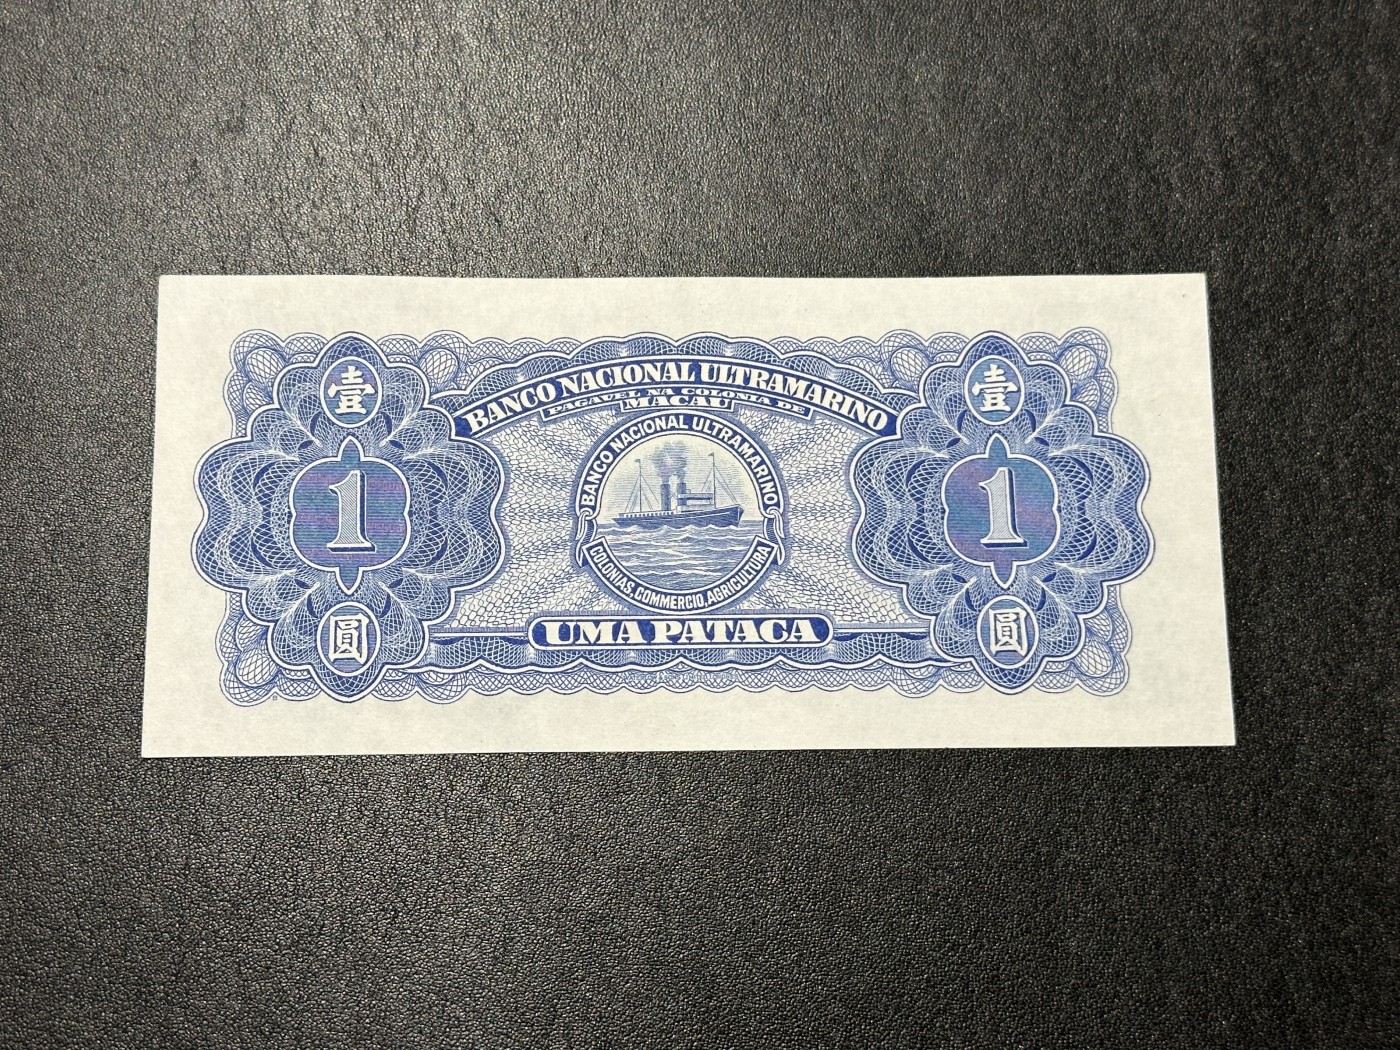 壹
壹
BANCO NACIONAL ULTRAMARINO
PAGAVEL NA COLONIA DE
MACAU
BANCO NACIONAL ULTRAMARINO
1
1
COLONIAS, COMMERCIO, AGRICULTURA
圓
UMA PATACA
圓